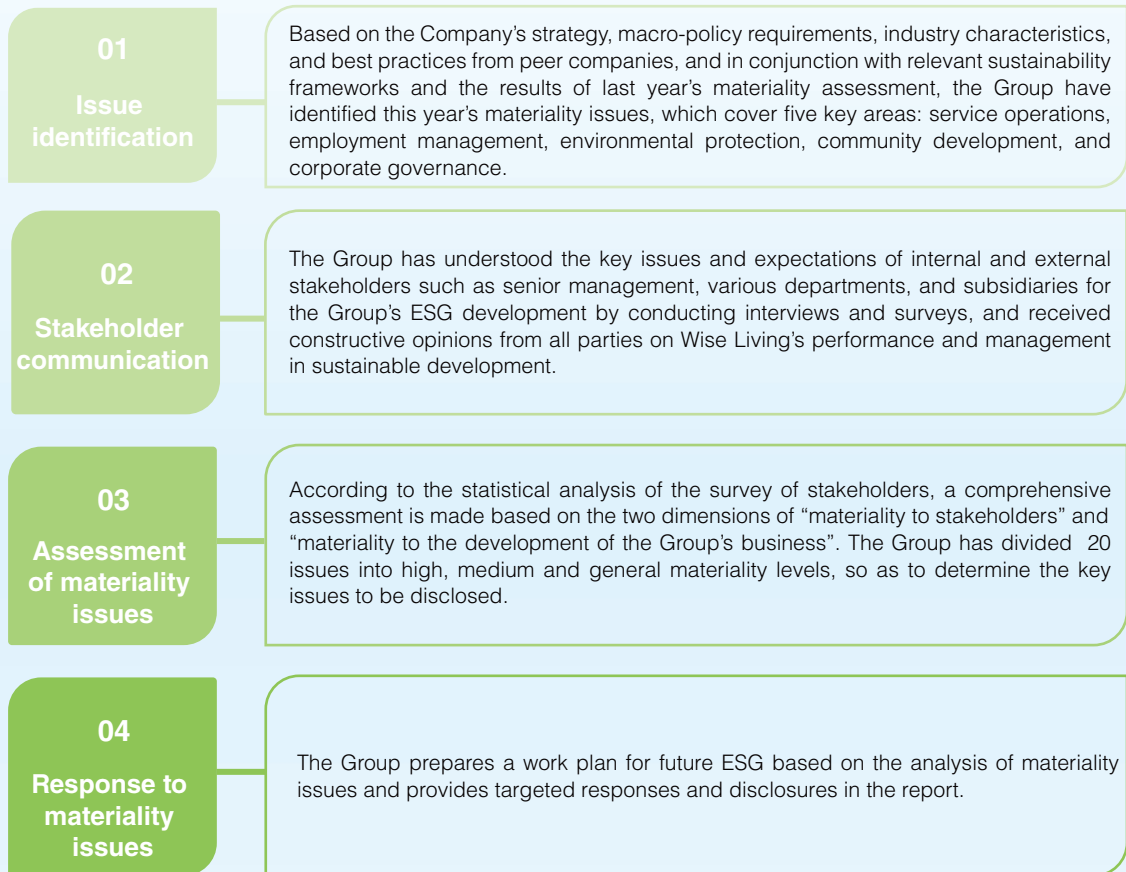 01
Issue
identification
Based on the Company’s strategy, macro-policy requirements, industry characteristics,
and best practices from peer companies, and in conjunction with relevant sustainability
frameworks and the results of last year’s materiality assessment, the Group have
identified this year’s materiality issues, which cover five key areas: service operations,
employment management, environmental protection, community development, and
corporate governance.
02
Stakeholder
communication
The Group has understood the key issues and expectations of internal and external
stakeholders such as senior management, various departments, and subsidiaries for
the Group’s ESG development by conducting interviews and surveys, and received
constructive opinions from all parties on Wise Living’s performance and management
in sustainable development.
03
Assessment
of materiality
issues
According to the statistical analysis of the survey of stakeholders, a comprehensive
assessment is made based on the two dimensions of “materiality to stakeholders” and
“materiality to the development of the Group’s business”. The Group has divided 20
issues into high, medium and general materiality levels, so as to determine the key
issues to be disclosed.
04
Response to
materiality
issues
The Group prepares a work plan for future ESG based on the analysis of materiality
issues and provides targeted responses and disclosures in the report.